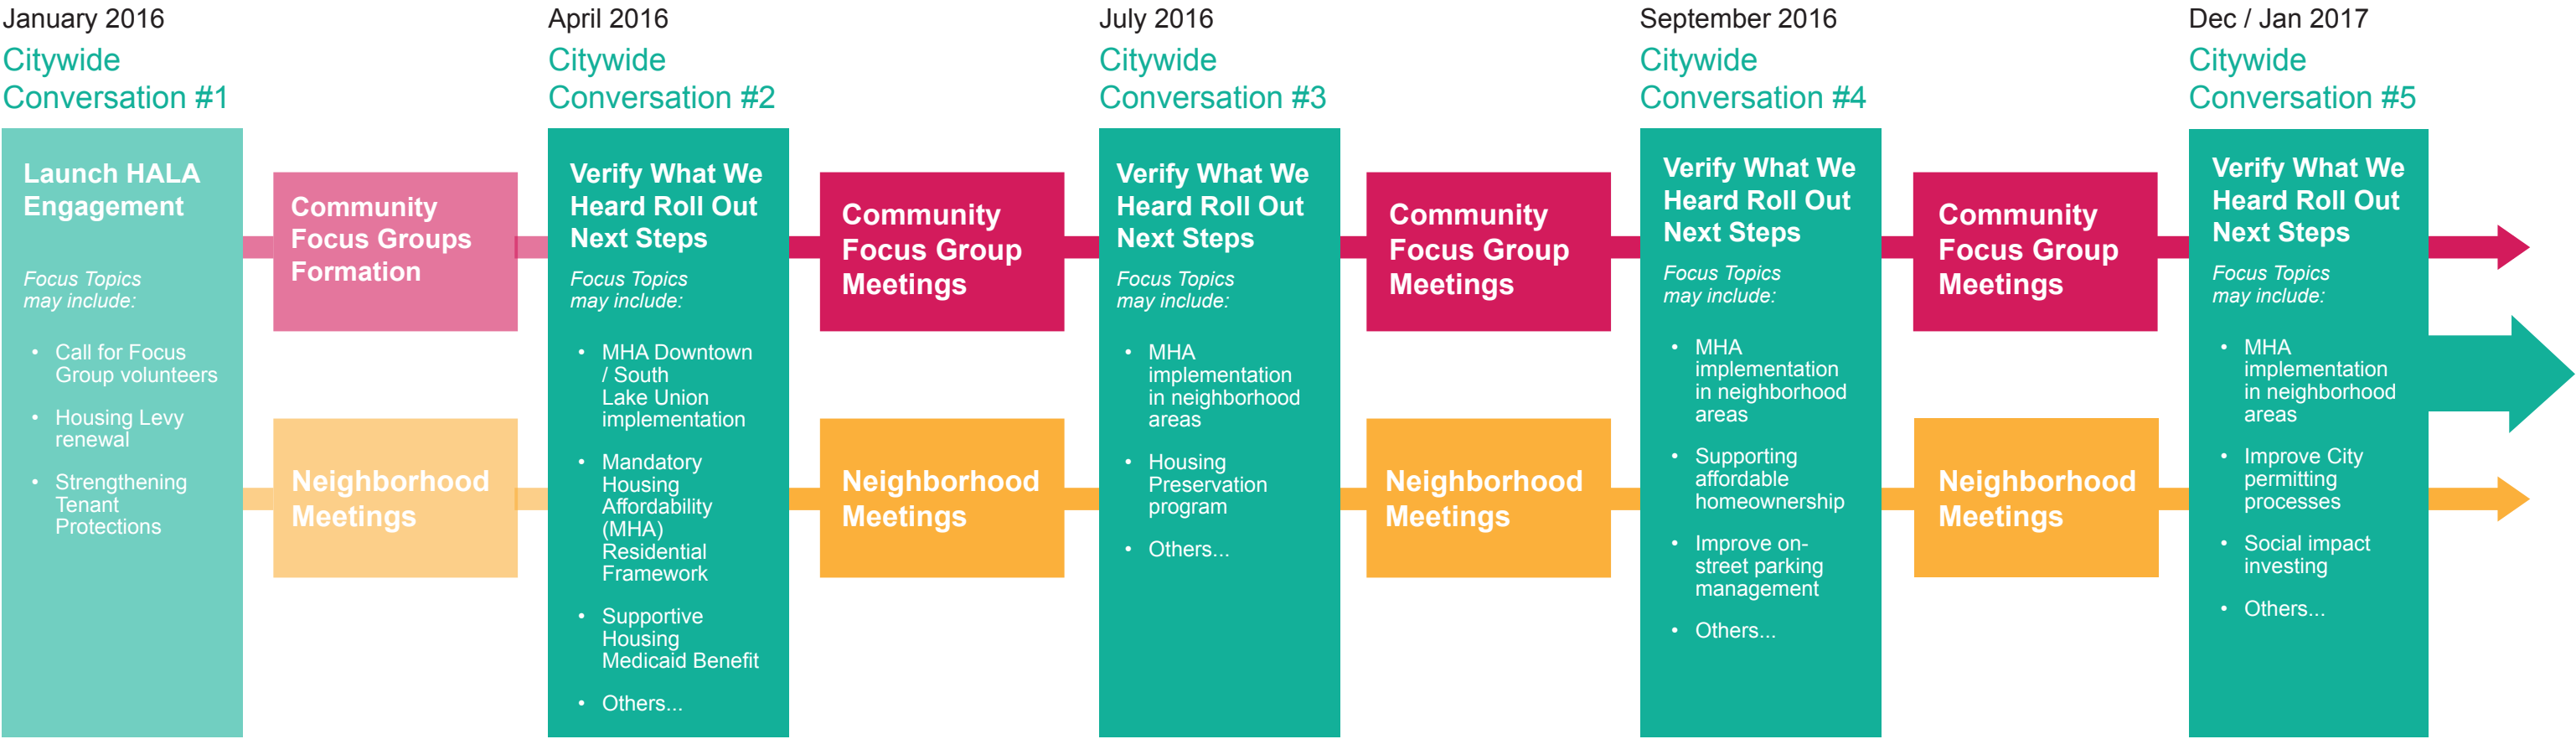 January 2016
Citywide
Conversation #1
Launch HALA
Engagement
Focus Topics
may include:
• Call for Focus
Group volunteers
• Housing Levy
renewal
• Strengthening
Tenant
Protections
Community
Focus Groups
Formation
Neighborhood
Meetings
April 2016
Citywide
Conversation #2
Verify What We
Heard Roll Out
Next Steps
Focus Topics
may include:
• MHA Downtown
/ South
Lake Union
implementation
• Mandatory
Housing
Affordability
(MHA)
Residential
Framework
• Supportive
Housing
Medicaid Benefit
• Others...
Community
Focus Group
Meetings
Neighborhood
Meetings
July 2016
Citywide
Conversation #3
Verify What We
Heard Roll Out
Next Steps
Focus Topics
may include:
• MHA
implementation
in neighborhood
areas
• Housing
Preservation
program
• Others...
Community
Focus Group
Meetings
Neighborhood
Meetings
September 2016
Citywide
Conversation #4
Verify What We
Heard Roll Out
Next Steps
Focus Topics
may include:
• MHA
implementation
in neighborhood
areas
• Supporting
affordable
homeownership
• Improve on-
street parking
management
• Others...
Community
Focus Group
Meetings
Neighborhood
Meetings
Dec / Jan 2017
Citywide
Conversation #5
Verify What We
Heard Roll Out
Next Steps
Focus Topics
may include:
• MHA
implementation
in neighborhood
areas
• Improve City
permitting
processes
• Social impact
investing
• Others...